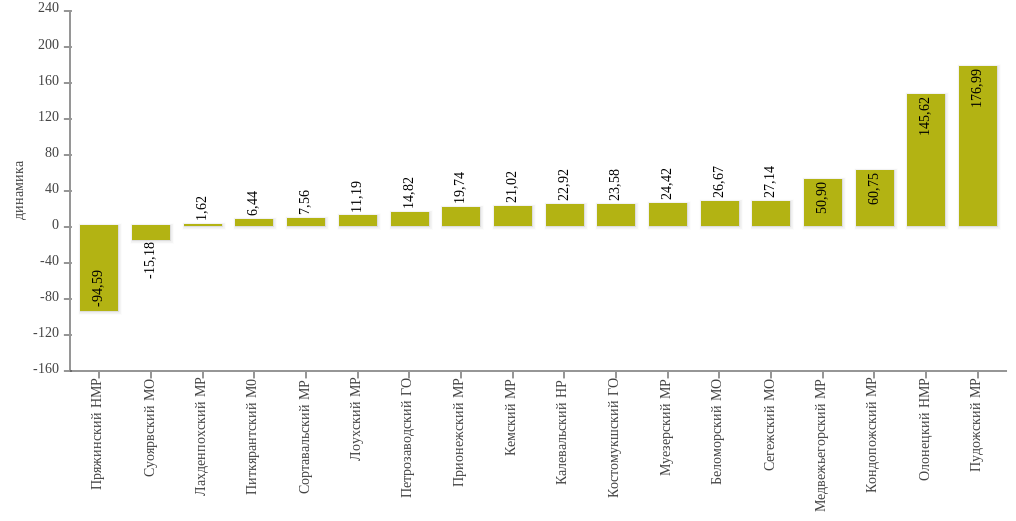 240
200
160
120
80
40
0
-40
-80
-120
-160
динамика
-94,59
-15,18
1,62
6,44
7,56
11,19
14,82
19,74
21,02
22,92
23,58
24,42
26,67
27,14
50,90
60,75
145,62
176,99
Пряжинский НМР
Суоярвский МО
Лахденпохский МР
Питкярантский М0
Сортавальский МР
Лоухский МР
Петрозаводский ГО
Прионежский МР
Кемский МР
Калевальский НР
Костомукшский ГО
Муезерский МР
Беломорский МО
Сегежский МО
Медвежьегорский МР
Кондопожский МР
Олонецкий НМР
Пудожский МР